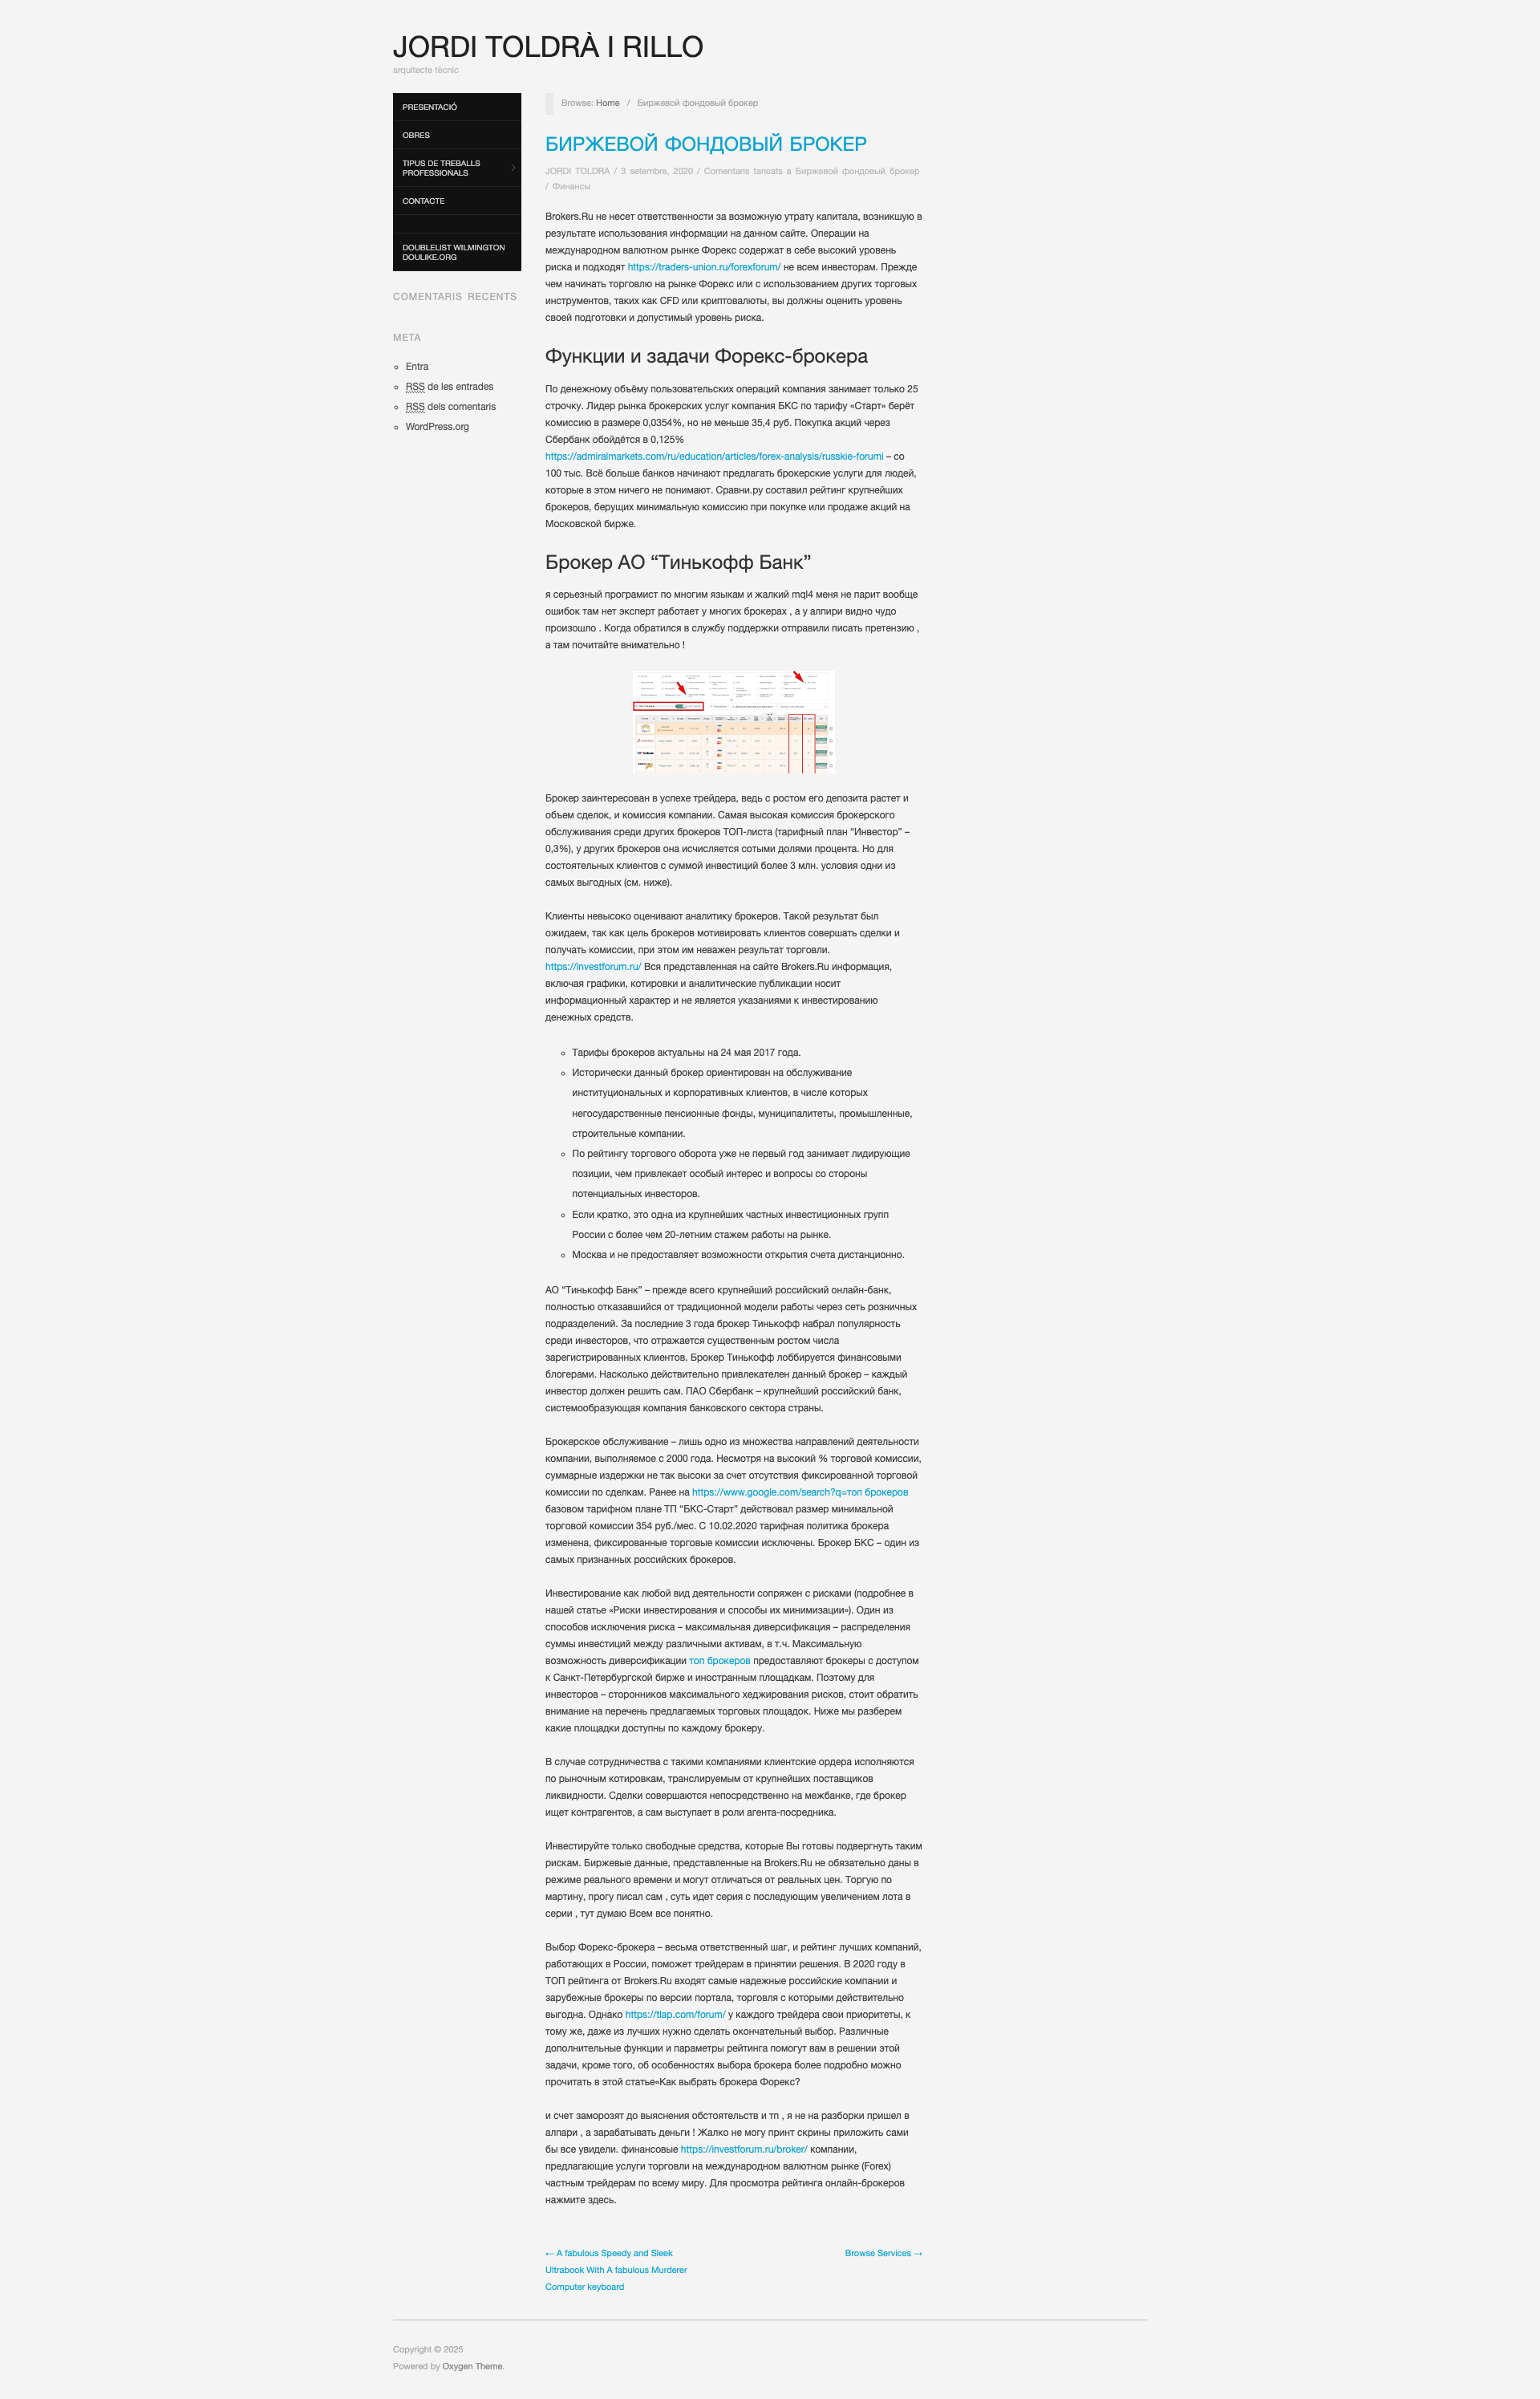 JORDI TOLDRÀ I RILLO
arquitecte tècnic
PRESENTACIÓ
OBRES
TIPUS DE TREBALLS
PROFESSIONALS
CONTACTE
DOUBLELIST WILMINGTON
DOULIKE.ORG
COMENTARIS RECENTS
META
Entra
RSS de les entrades
RSS dels comentaris
WordPress.org
Browse: Home / Биржевой фондовый брокер
БИРЖЕВОЙ ФОНДОВЫЙ БРОКЕР
JORDI TOLDRA / 3 setembre, 2020 / Comentaris tancats a Биржевой фондовый брокер
/ Финансы
Brokers.Ru не несет ответственности за возможную утрату капитала, возникшую в
результате использования информации на данном сайте. Операции на
международном валютном рынке Форекс содержат в себе высокий уровень
риска и подходят https://traders-union.ru/forexforum/ не всем инвесторам. Прежде
чем начинать торговлю на рынке Форекс или с использованием других торговых
инструментов, таких как CFD или криптовалюты, вы должны оценить уровень
своей подготовки и допустимый уровень риска.
Функции и задачи Форекс-брокера
По денежному объёму пользовательских операций компания занимает только 25
строчку. Лидер рынка брокерских услуг компания БКС по тарифу «Старт» берёт
комиссию в размере 0,0354%, но не меньше 35,4 руб. Покупка акций через
Сбербанк обойдётся в 0,125%
https://admiralmarkets.com/ru/education/articles/forex-analysis/russkie-forumi – со
100 тыс. Всё больше банков начинают предлагать брокерские услуги для людей,
которые в этом ничего не понимают. Сравни.ру составил рейтинг крупнейших
брокеров, берущих минимальную комиссию при покупке или продаже акций на
Московской бирже.
Брокер АО “Тинькофф Банк”
я серьезный програмист по многим языкам и жалкий mql4 меня не парит вообще
ошибок там нет эксперт работает у многих брокерах , а у алпири видно чудо
произошло . Когда обратился в службу поддержки отправили писать претензию ,
а там почитайте внимательно !
Брокер заинтересован в успехе трейдера, ведь с ростом его депозита растет и
объем сделок, и комиссия компании. Самая высокая комиссия брокерского
обслуживания среди других брокеров ТОП-листа (тарифный план “Инвестор” –
0,3%), у других брокеров она исчисляется сотыми долями процента. Но для
состоятельных клиентов с суммой инвестиций более 3 млн. условия одни из
самых выгодных (см. ниже).
Клиенты невысоко оценивают аналитику брокеров. Такой результат был
ожидаем, так как цель брокеров мотивировать клиентов совершать сделки и
получать комиссии, при этом им неважен результат торговли.
https://investforum.ru/ Вся представленная на сайте Brokers.Ru информация,
включая графики, котировки и аналитические публикации носит
информационный характер и не является указаниями к инвестированию
денежных средств.
Тарифы брокеров актуальны на 24 мая 2017 года.
Исторически данный брокер ориентирован на обслуживание
институциональных и корпоративных клиентов, в числе которых
негосударственные пенсионные фонды, муниципалитеты, промышленные,
строительные компании.
По рейтингу торгового оборота уже не первый год занимает лидирующие
позиции, чем привлекает особый интерес и вопросы со стороны
потенциальных инвесторов.
Если кратко, это одна из крупнейших частных инвестиционных групп
России с более чем 20-летним стажем работы на рынке.
Москва и не предоставляет возможности открытия счета дистанционно.
АО “Тинькофф Банк” – прежде всего крупнейший российский онлайн-банк,
полностью отказавшийся от традиционной модели работы через сеть розничных
подразделений. За последние 3 года брокер Тинькофф набрал популярность
среди инвесторов, что отражается существенным ростом числа
зарегистрированных клиентов. Брокер Тинькофф лоббируется финансовыми
блогерами. Насколько действительно привлекателен данный брокер – каждый
инвестор должен решить сам. ПАО Сбербанк – крупнейший российский банк,
системообразующая компания банковского сектора страны.
Брокерское обслуживание – лишь одно из множества направлений деятельности
компании, выполняемое с 2000 года. Несмотря на высокий % торговой комиссии,
суммарные издержки не так высоки за счет отсутствия фиксированной торговой
комиссии по сделкам. Ранее на https://www.google.com/search?q=топ брокеров
базовом тарифном плане ТП “БКС-Старт” действовал размер минимальной
торговой комиссии 354 руб./мес. С 10.02.2020 тарифная политика брокера
изменена, фиксированные торговые комиссии исключены. Брокер БКС – один из
самых признанных российских брокеров.
Инвестирование как любой вид деятельности сопряжен с рисками (подробнее в
нашей статье «Риски инвестирования и способы их минимизации»). Один из
способов исключения риска – максимальная диверсификация – распределения
суммы инвестиций между различными активам, в т.ч. Максимальную
возможность диверсификации топ брокеров предоставляют брокеры с доступом
к Санкт-Петербургской бирже и иностранным площадкам. Поэтому для
инвесторов – сторонников максимального хеджирования рисков, стоит обратить
внимание на перечень предлагаемых торговых площадок. Ниже мы разберем
какие площадки доступны по каждому брокеру.
В случае сотрудничества с такими компаниями клиентские ордера исполняются
по рыночным котировкам, транслируемым от крупнейших поставщиков
ликвидности. Сделки совершаются непосредственно на межбанке, где брокер
ищет контрагентов, а сам выступает в роли агента-посредника.
Инвестируйте только свободные средства, которые Вы готовы подвергнуть таким
рискам. Биржевые данные, представленные на Brokers.Ru не обязательно даны в
режиме реального времени и могут отличаться от реальных цен. Торгую по
мартину, прогу писал сам , суть идет серия с последующим увеличением лота в
серии , тут думаю Всем все понятно.
Выбор Форекс-брокера – весьма ответственный шаг, и рейтинг лучших компаний,
работающих в России, поможет трейдерам в принятии решения. В 2020 году в
ТОП рейтинга от Brokers.Ru входят самые надежные российские компании и
зарубежные брокеры по версии портала, торговля с которыми действительно
выгодна. Однако https://tlap.com/forum/ у каждого трейдера свои приоритеты, к
тому же, даже из лучших нужно сделать окончательный выбор. Различные
дополнительные функции и параметры рейтинга помогут вам в решении этой
задачи, кроме того, об особенностях выбора брокера более подробно можно
прочитать в этой статье«Как выбрать брокера Форекс?
и счет заморозят до выяснения обстоятельств и тп , я не на разборки пришел в
алпари , а зарабатывать деньги ! Жалко не могу принт скрины приложить сами
бы все увидели. финансовые https://investforum.ru/broker/ компании,
предлагающие услуги торговли на международном валютном рынке (Forex)
частным трейдерам по всему миру. Для просмотра рейтинга онлайн-брокеров
нажмите здесь.
← A fabulous Speedy and Sleek
Ultrabook With A fabulous Murderer
Computer keyboard
Browse Services →
Copyright © 2025
Powered by Oxygen Theme.